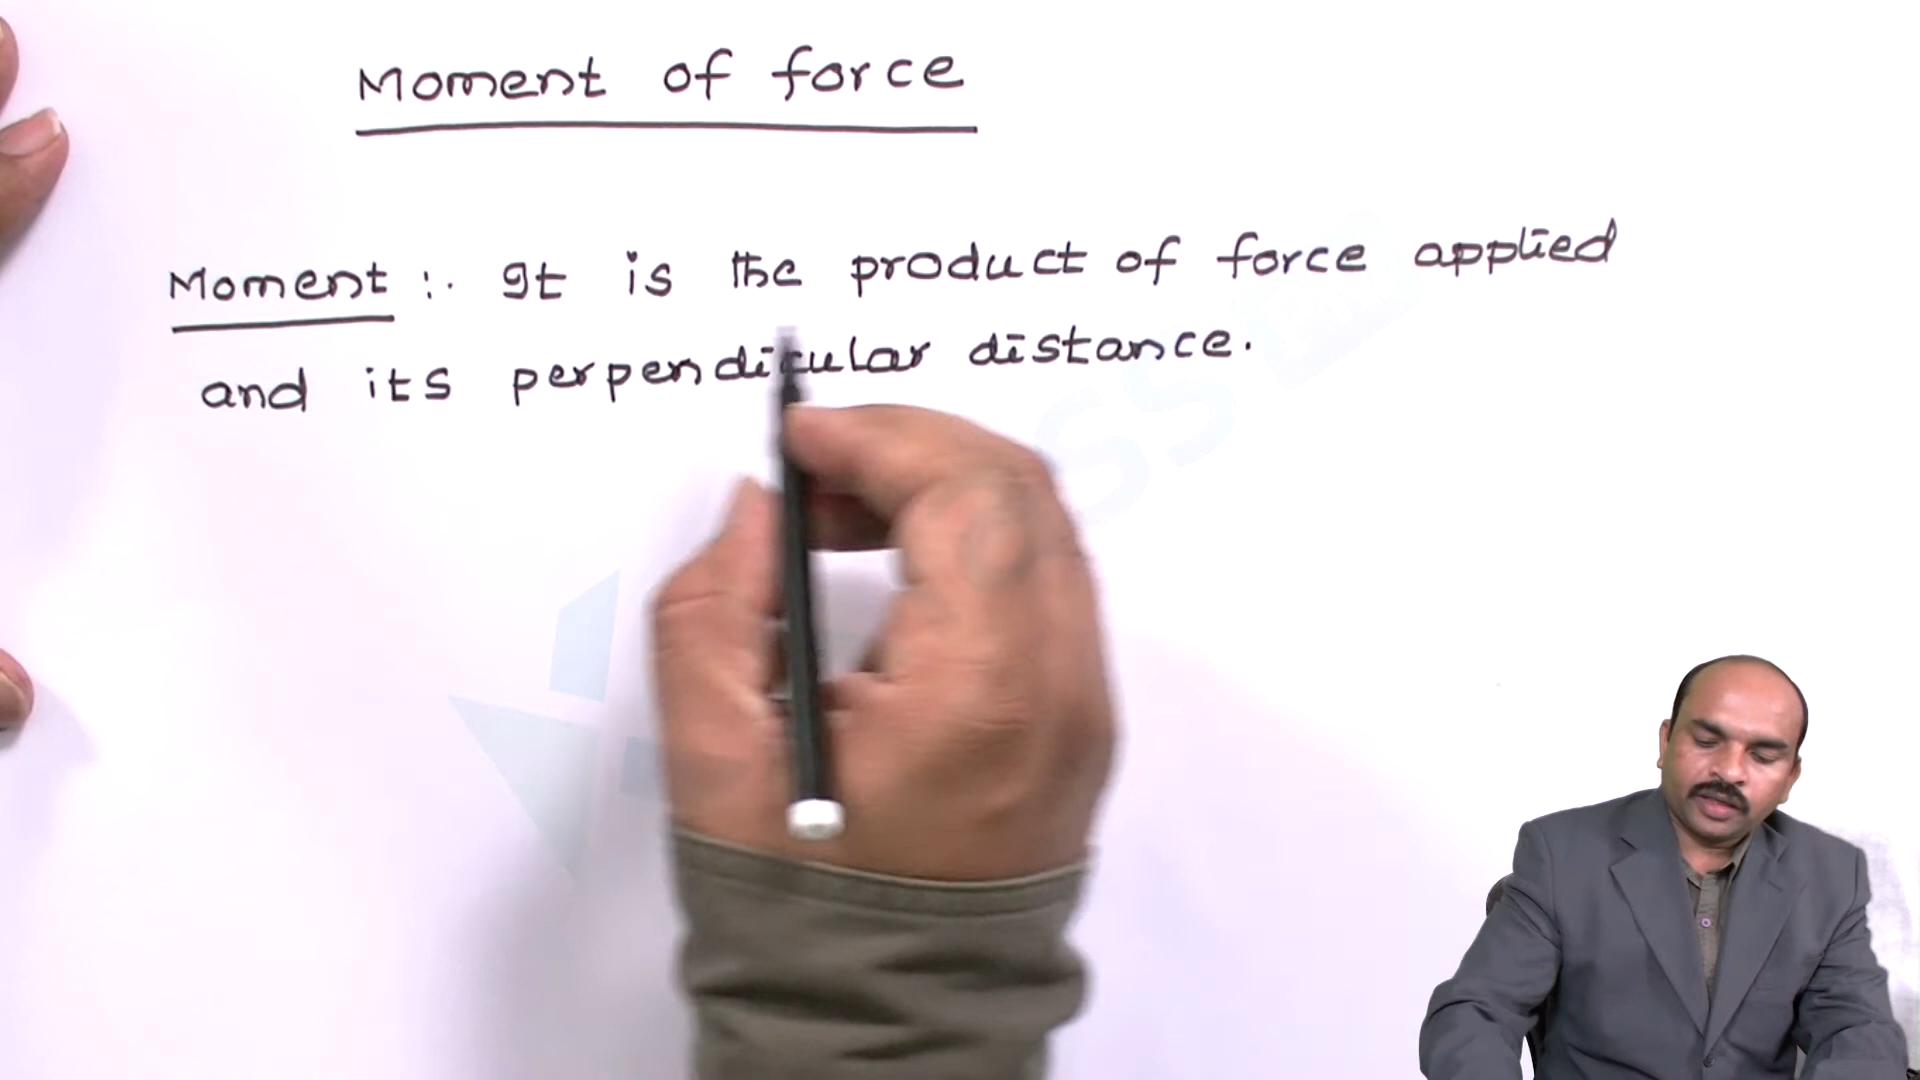 Moment of force
Moment :. It is the product of force applied
and its perpendicular distance.